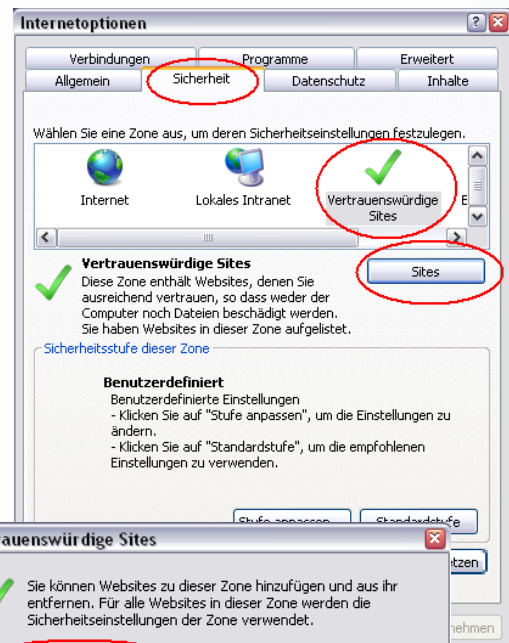 Internetoptionen
Verbindungen Programme Erweitert
Allgemein Sicherheit Datenschutz Inhalte
Wählen Sie eine Zone aus, um deren Sicherheitseinstellungen festzulegen.
Internet Lokales Intranet Vertrauenswürdige E
Sites
Vertrauenswürdige Sites
Sites
Diese Zone enthält Websites, denen Sie
ausreichend vertrauen, so dass weder der
Computer noch Dateien beschädigt werden.
Sie haben Websites in dieser Zone aufgelistet.
Sicherheitsstufe dieser Zone
Benutzerdefiniert
Benutzerdefinierte Einstellungen
- Klicken Sie auf "Stufe anpassen", um die Einstellungen zu
ändern.
- Klicken Sie auf "Standardstufe", um die empfohlenen
Einstellungen zu verwenden.
Stufe anpassen Standardstufe
rauenswürdige Sites
etzen
Sie können Websites zu dieser Zone hinzufügen und aus ihr
entfernen. Für alle Websites in dieser Zone werden die
Sicherheitseinstellungen der Zone verwendet.
nehmen